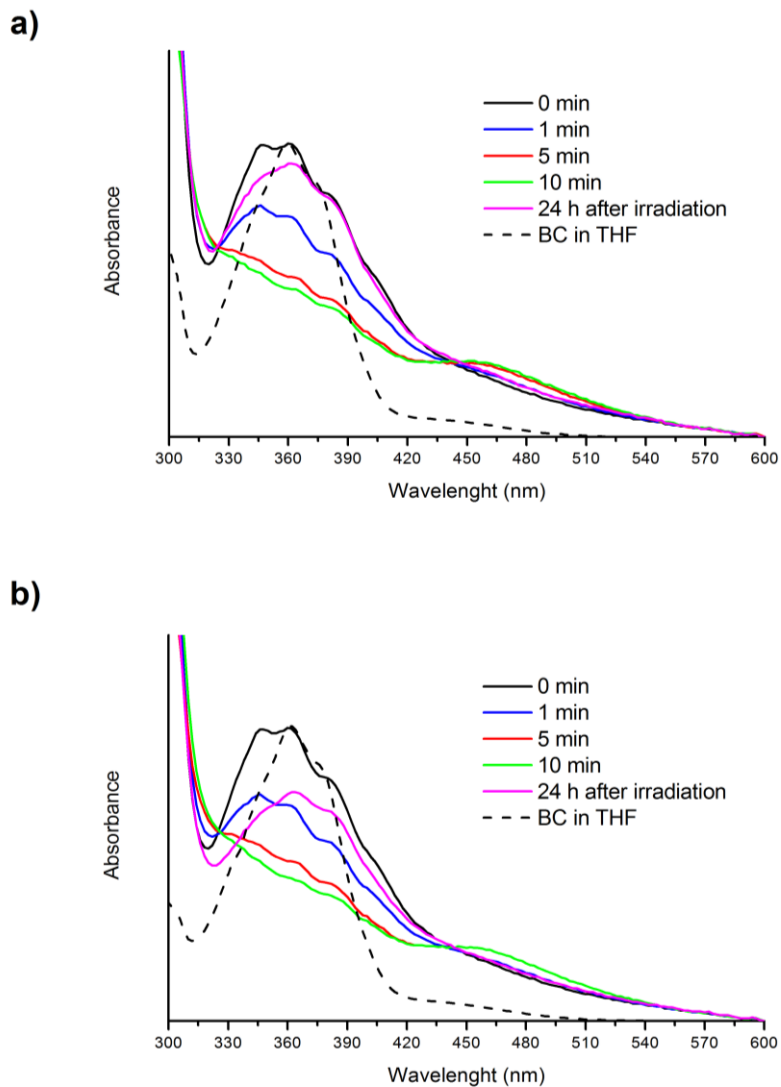 a)
0 min
1 min
5 min
10 min
24 h after irradiation
BC in THF
Absorbance
300 330 360 390 420 450 480 510 540 570 600
Wavelenght (nm)
b)
0 min
1 min
5 min
10 min
24 h after irradiation
BC in THF
Absorbance
300 330 360 390 420 450 480 510 540 570 600
Wavelenght (nm)